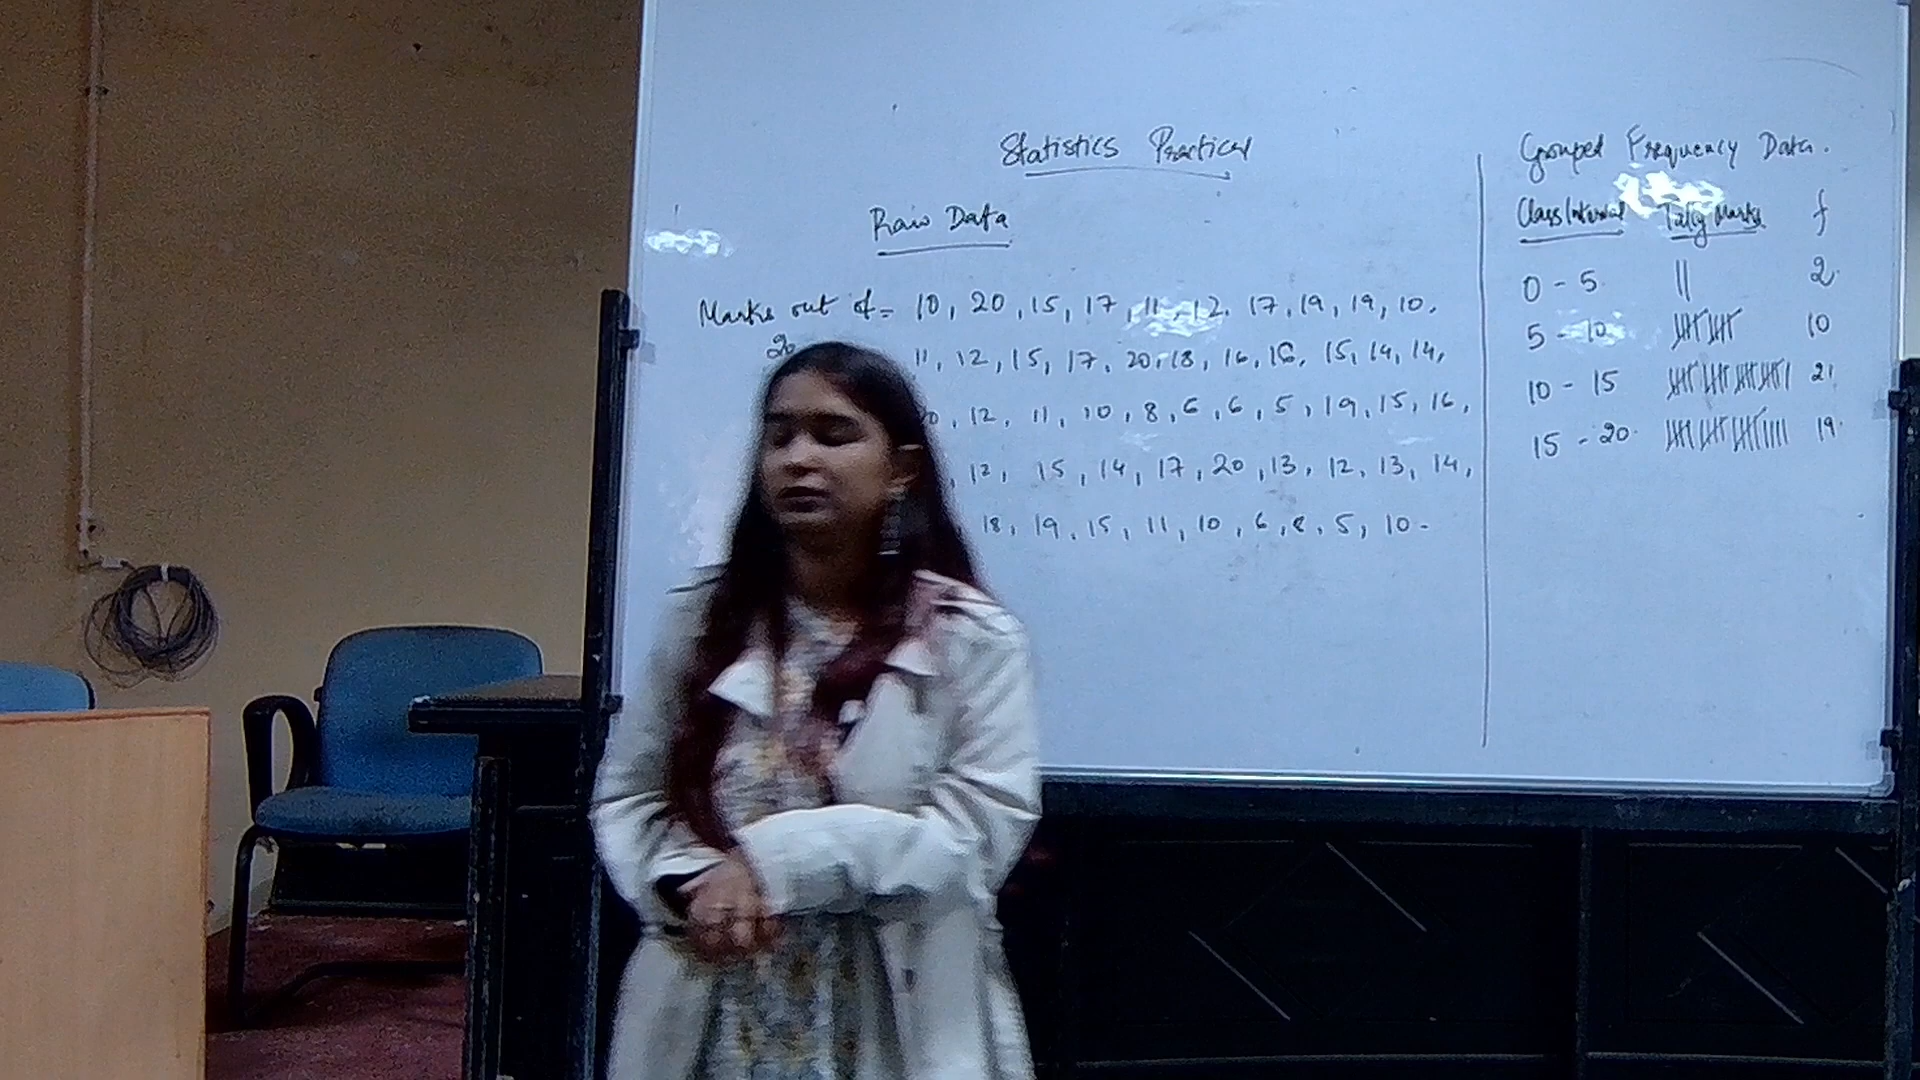 Statistics Practical
Raw Data
Marks out of = 10, 20, 15, 17, 11, 12, 17, 19, 19, 10,
20
11, 12, 15, 17, 20, 18, 16, 16, 15, 14, 14,
12, 11, 10, 8, 6, 6, 5, 19, 15, 16,
12, 15, 14, 17, 20, 13, 12, 13, 14,
18, 19, 15, 11, 10, 6, 8, 5, 10.
Grouped Frequency Data.
Class Interval Tally Marks f
0 - 5 || 2
5 - 10 10
10 - 15 21
15 - 20 19